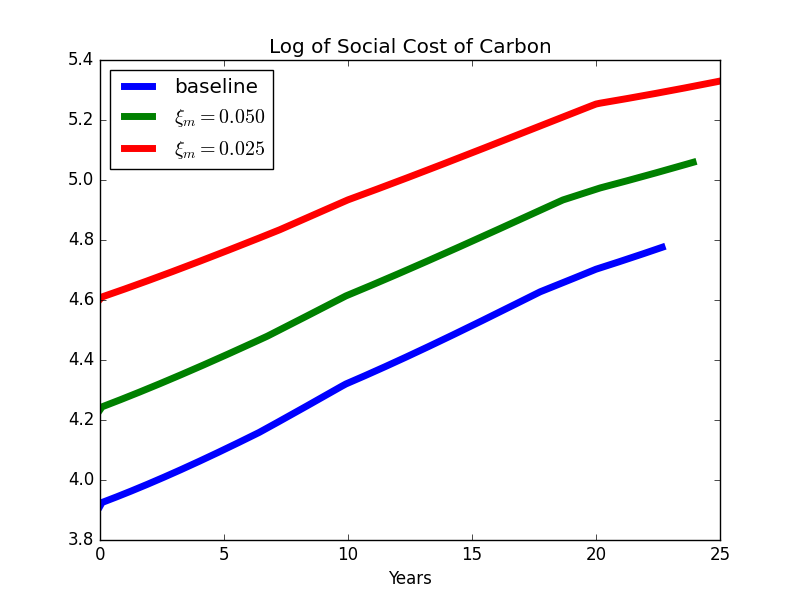 Log of Social Cost of Carbon
5.4
5.2
5.0
4.8
4.6
4.4
4.2
4.0
3.8
baseline
ξm = 0.050
ξm = 0.025
0 5 10 15 20 25
Years